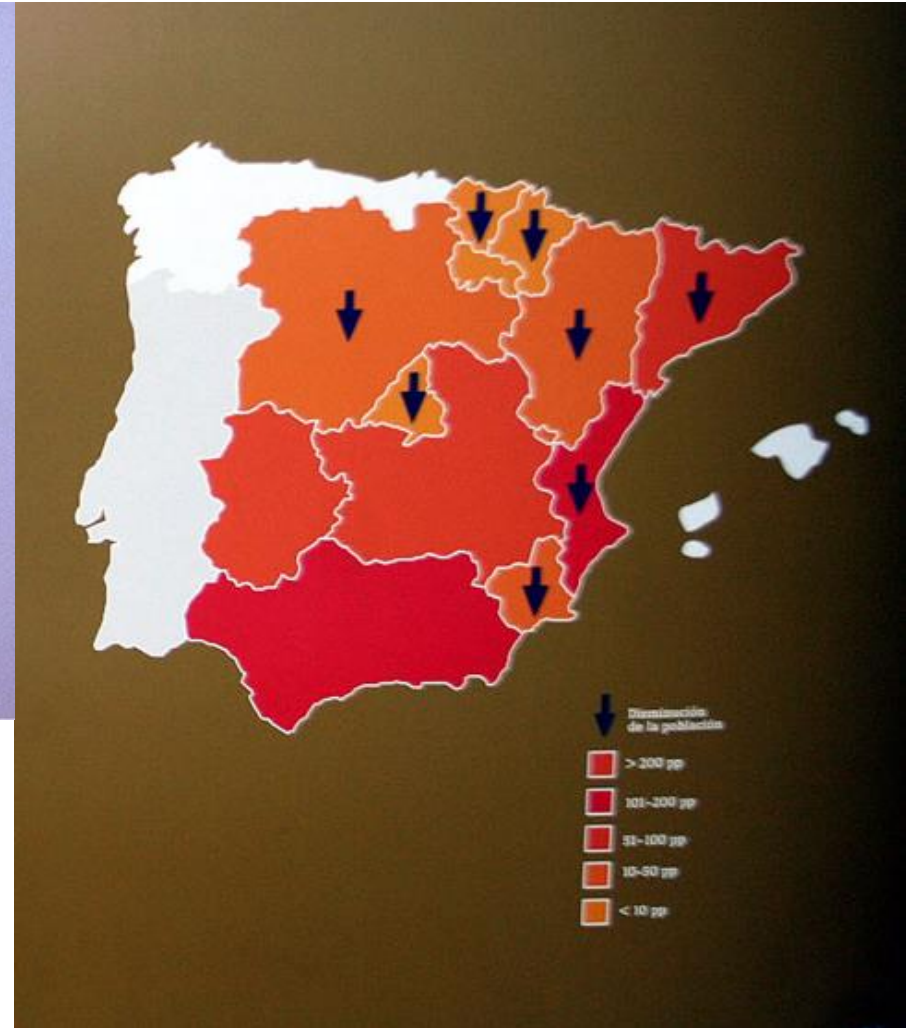 Disminución
de la población
> 200 pp
101-200 pp
51-100 pp
10-50 pp
< 10 pp